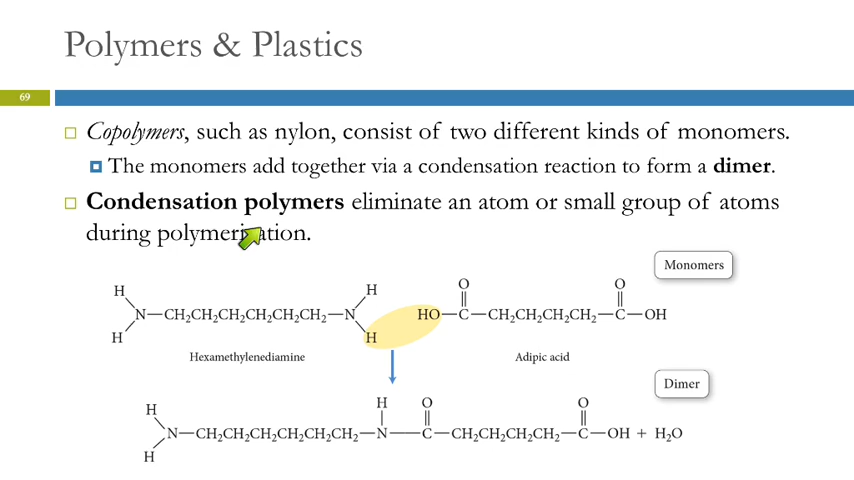 Polymers & Plastics
69
Copolymers, such as nylon, consist of two different kinds of monomers.
The monomers add together via a condensation reaction to form a dimer.
Condensation polymers eliminate an atom or small group of atoms
during polymerization.
Monomers
H H O O
N—CH₂CH₂CH₂CH₂CH₂CH₂—N HO—C—CH₂CH₂CH₂CH₂—C—OH
H H
Hexamethylenediamine Adipic acid
Dimer
H H O O
N—CH₂CH₂CH₂CH₂CH₂CH₂—N—C—CH₂CH₂CH₂CH₂—C—OH + H₂O
H